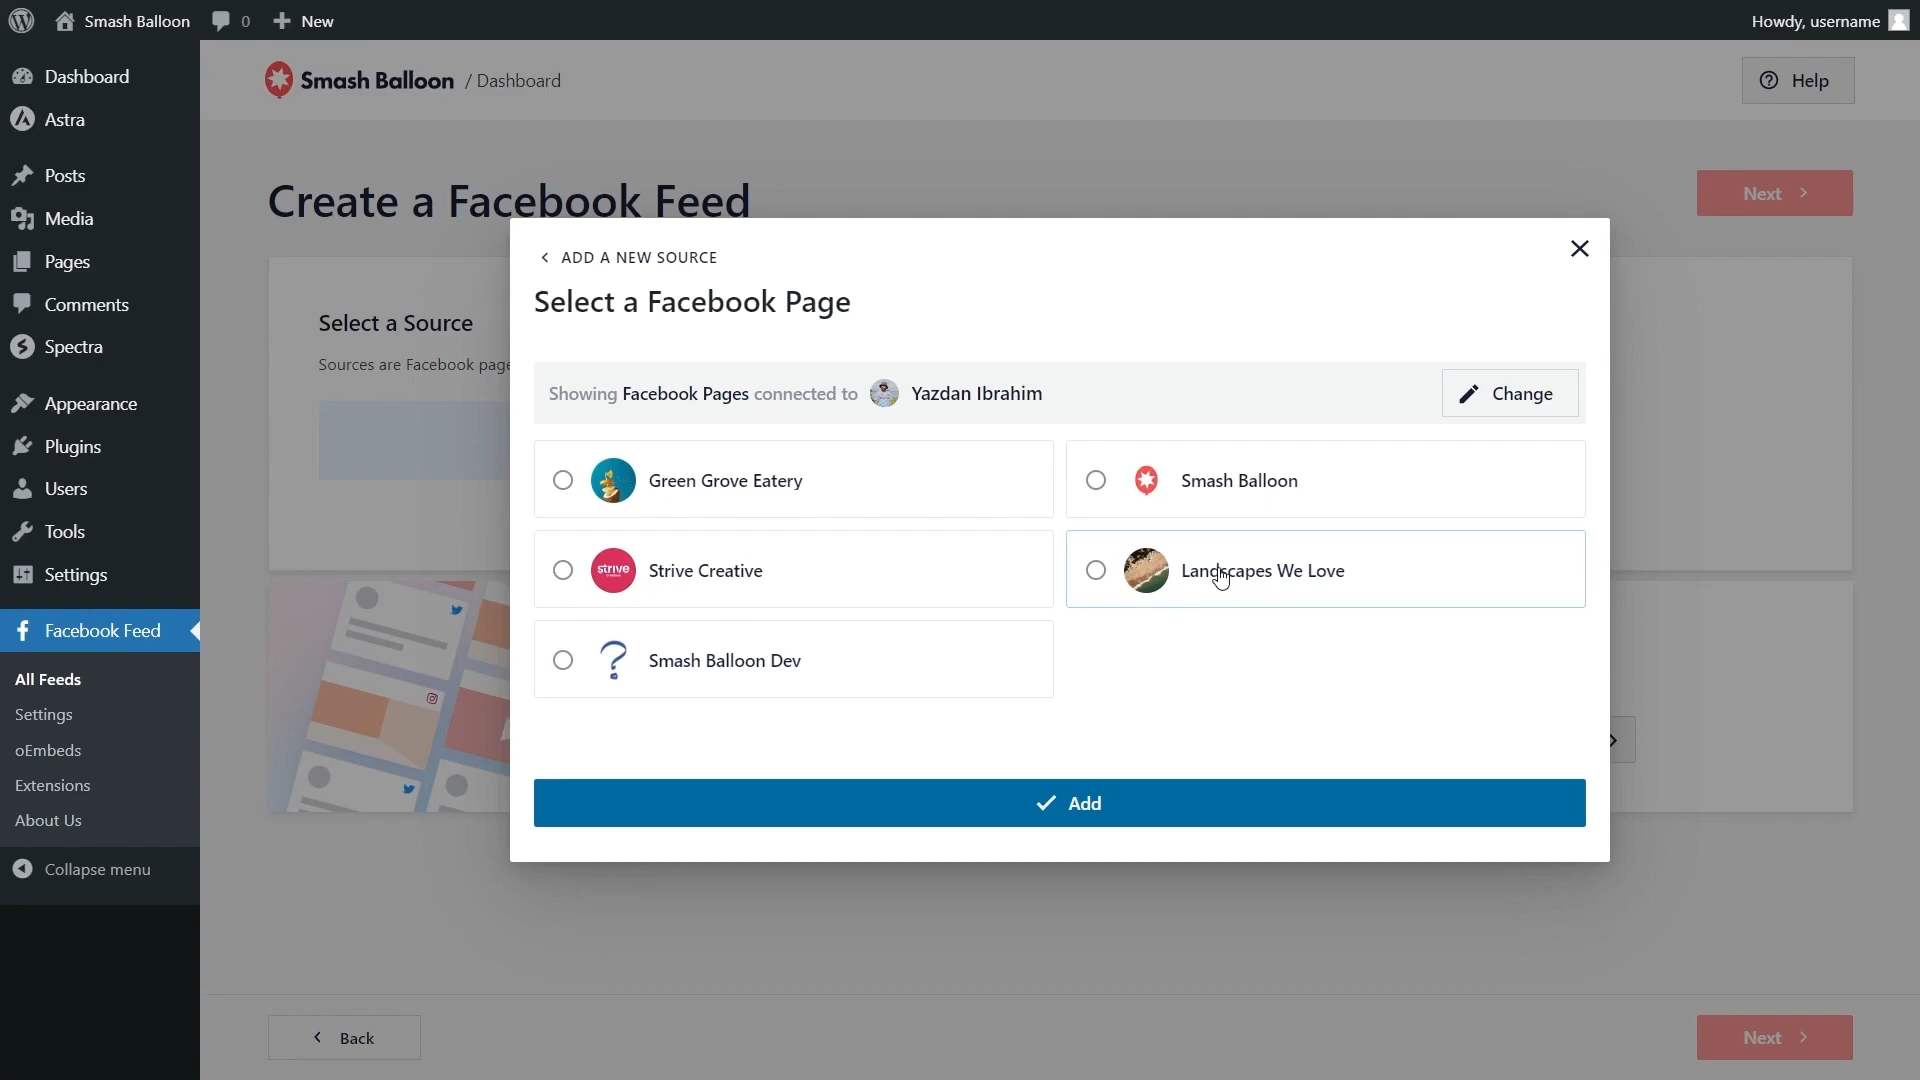 Smash Balloon 0 New Howdy, username
Dashboard
Astra
Posts
Media
Pages
Comments
Spectra
Appearance
Plugins
Users
Tools
Settings
Facebook Feed
All Feeds
Settings
oEmbeds
Extensions
About Us
Collapse menu
Smash Balloon / Dashboard
Help
Create a Facebook Feed
Next
Select a Source
Sources are Facebook page
ADD A NEW SOURCE
Select a Facebook Page
Showing Facebook Pages connected to Yazdan Ibrahim
Change
Green Grove Eatery
Smash Balloon
strive
Strive Creative
Landscapes We Love
?
Smash Balloon Dev
Add
Back
Next